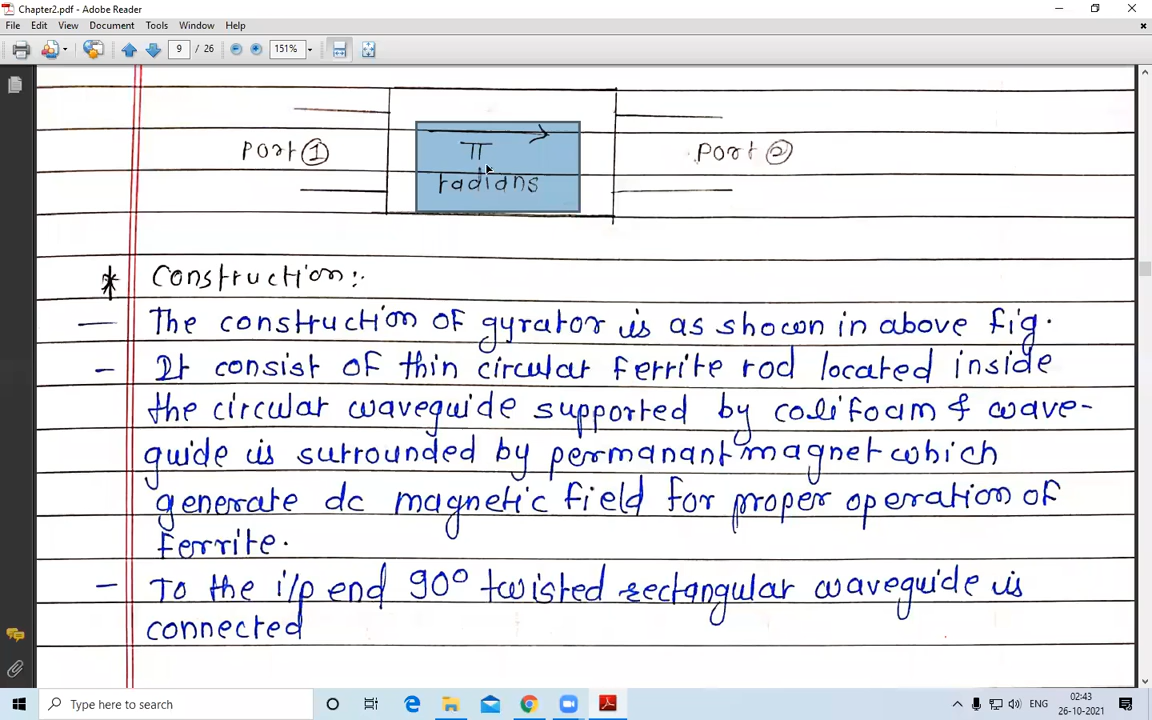 Chapter2.pdf - Adobe Reader
File Edit View Document Tools Window Help
9 / 26 151%
Port ①
π
radians
Port ②
* Construction:-
— The construction of gyrator is as shown in above fig.
- It consist of thin circular ferrite rod located inside
the circular waveguide supported by colifoam & wave-
guide is surrounded by permanant magnet which
generate dc magnetic field for proper operation of
ferrite.
- To the i/p end 90° twisted rectangular waveguide is
connected
Type here to search
ENG
02:43
26-10-2021